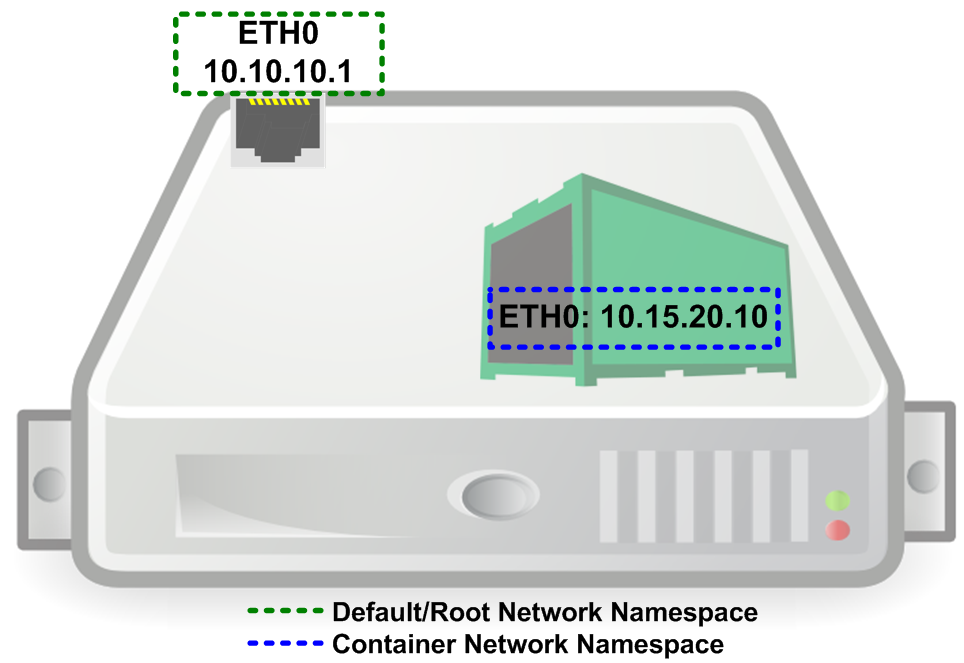 ETH0
10.10.10.1
ETH0: 10.15.20.10
Default/Root Network Namespace
Container Network Namespace